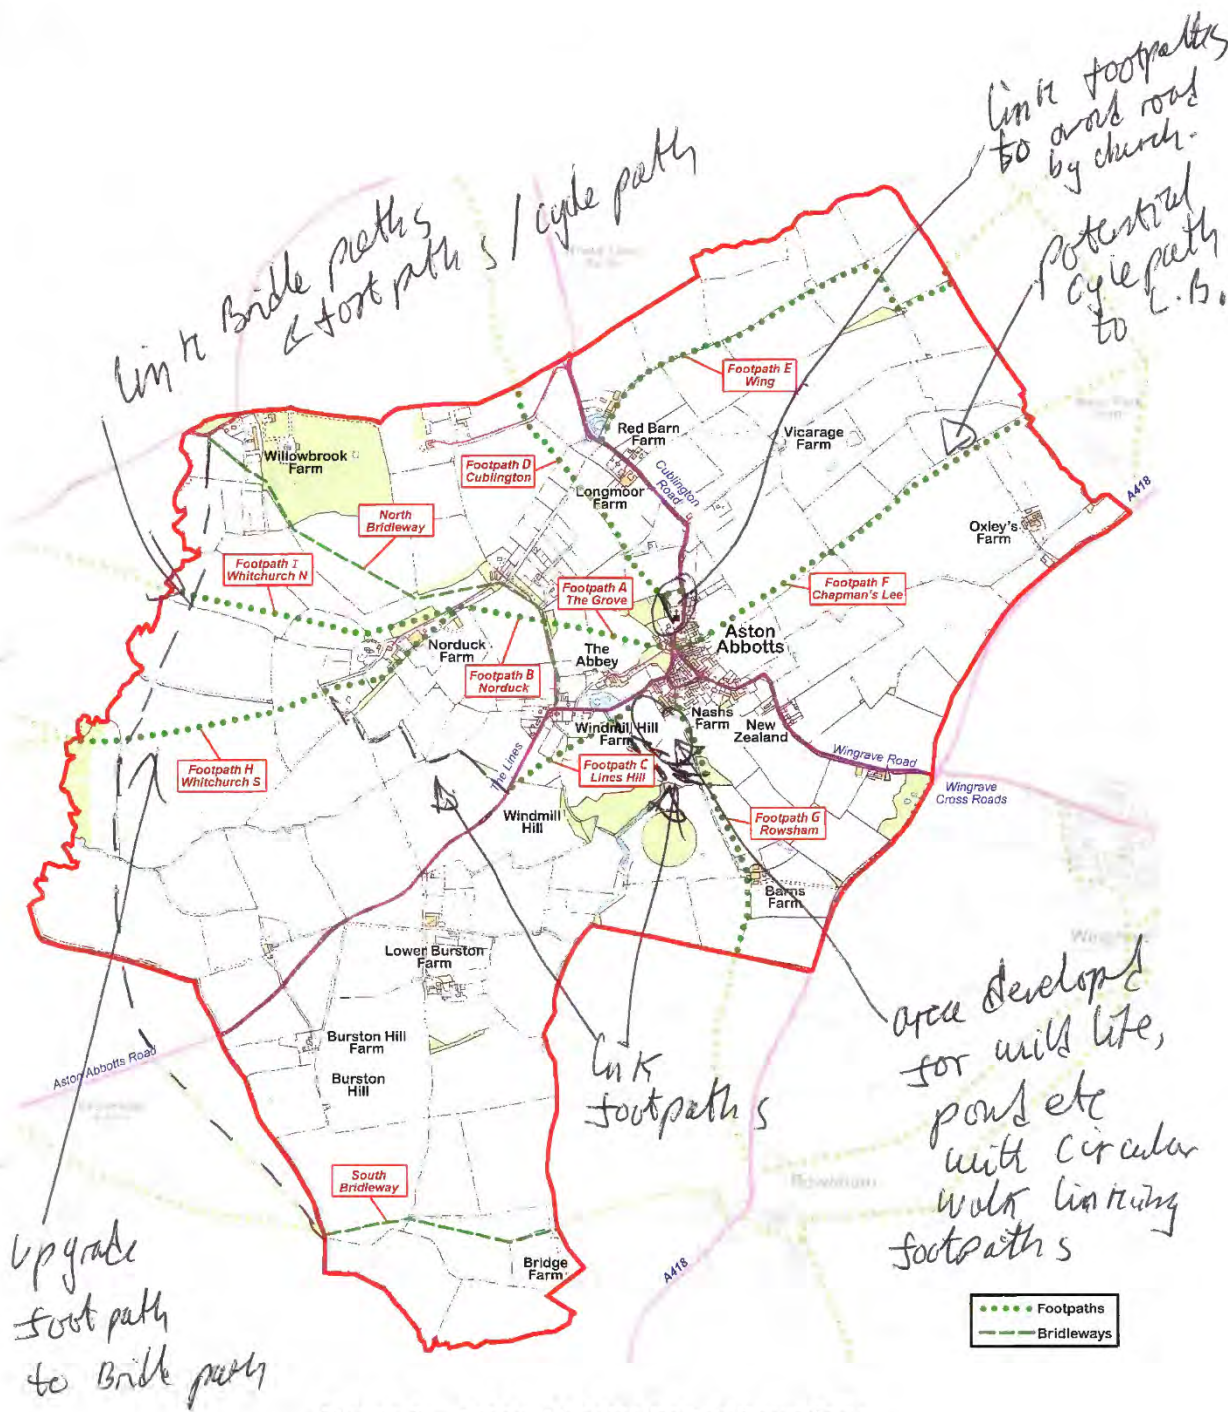 link footpaths
to avoid road
by church.
potential
cycle path
to L.B.
link Bridle paths
& footpaths / cycle path
Footpath E
Wing
Red Barn
Farm
Vicarage
Farm
Willowbrook
Farm
Footpath D
Cublington
Longmoor
Farm
Cublington
Road
A418
North
Bridleway
Oxley's
Farm
Footpath I
Whitchurch N
Footpath A
The Grove
Footpath F
Chapman's Lee
Aston
Abbotts
Norduck
Farm
The
Abbey
Footpath B
Norduck
Nashs
Farm
New
Zealand
Windmill Hill
Farm
Wingrave Road
Footpath H
Whitchurch S
The Lines
Footpath C
Lines Hill
Wingrave
Cross Roads
Windmill
Hill
Footpath G
Rowsham
Barns
Farm
Wingrave
Lower Burston
Farm
area developd
for wild life,
pond etc
with circular
walk linking
footpaths
Burston Hill
Farm
Aston Abbotts Road
Burston
Hill
link
footpaths
South
Bridleway
Rowsham
Upgrade
footpath
to Bridle path
Bridge
Farm
A418
Footpaths
Bridleways